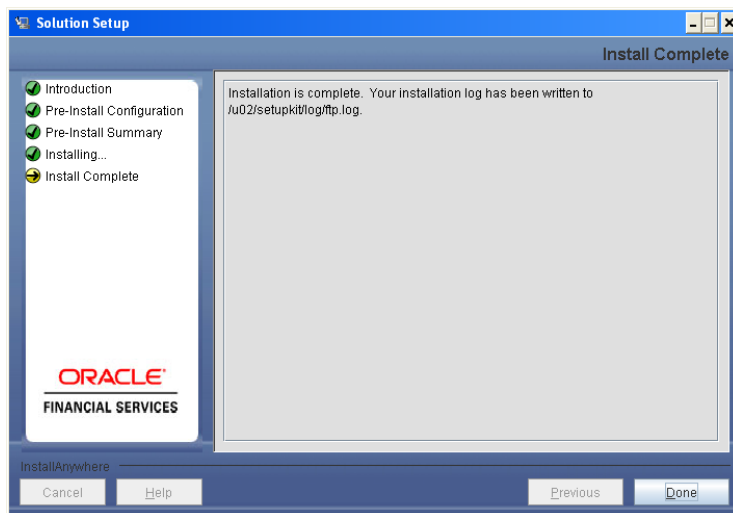 Solution Setup
Install Complete
Introduction
Pre-Install Configuration
Pre-Install Summary
Installing...
Install Complete
Installation is complete.  Your installation log has been written to
/u02/setupkit/log/ftp.log.
ORACLE
FINANCIAL SERVICES
InstallAnywhere
Cancel
Help
Previous
Done